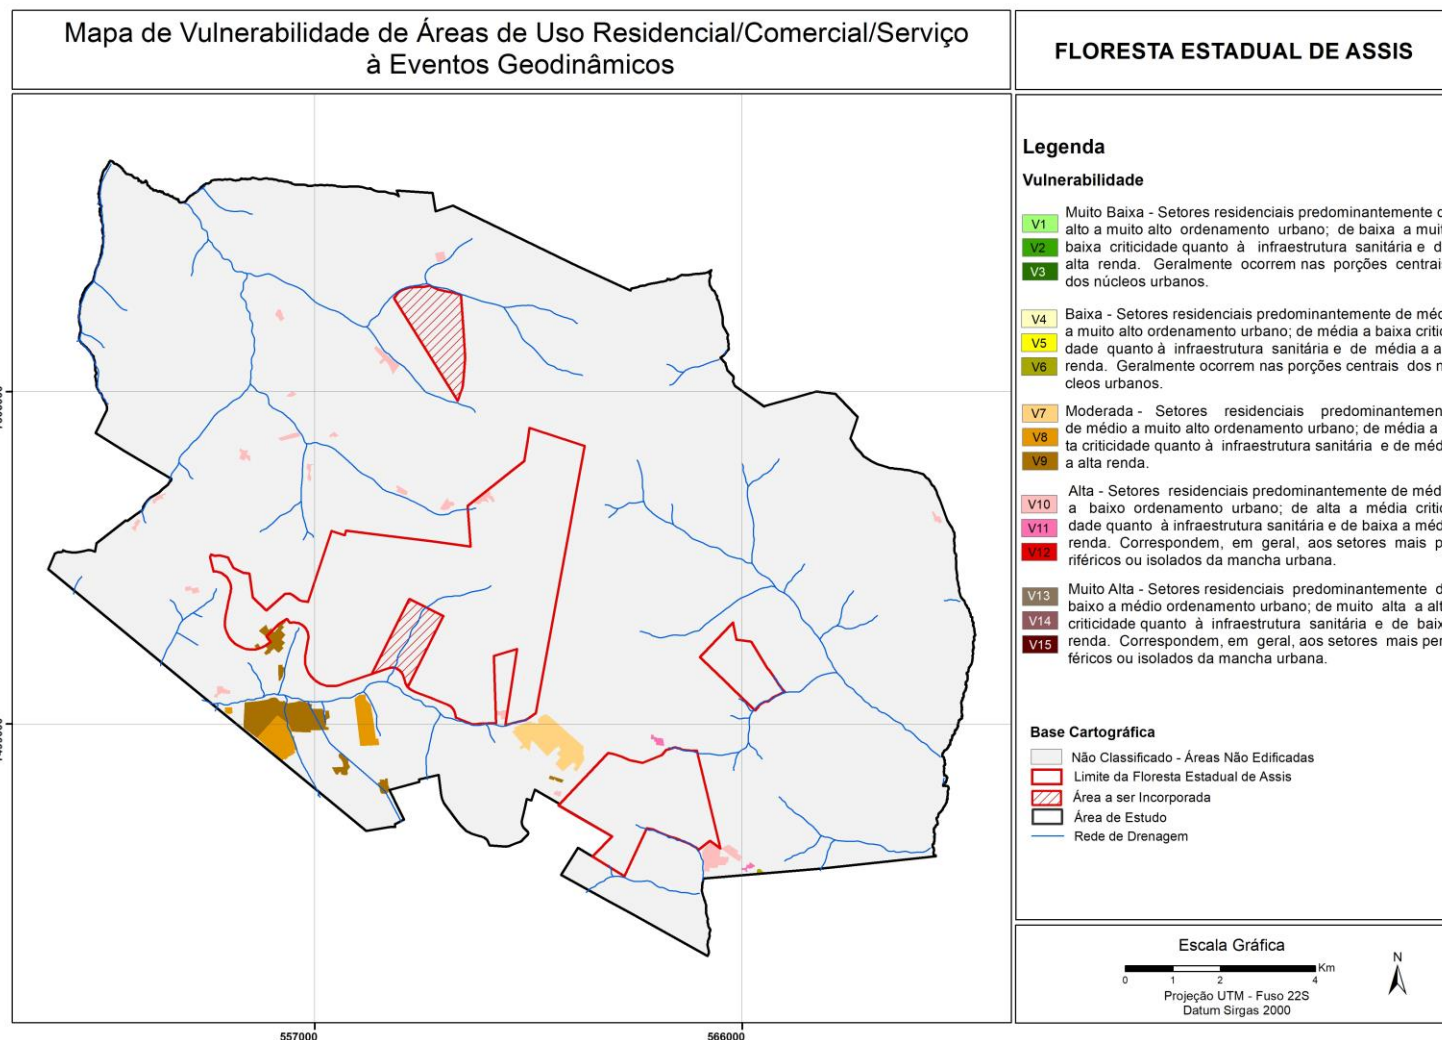 Mapa de Vulnerabilidade de Áreas de Uso Residencial/Comercial/Serviço
à Eventos Geodinâmicos
FLORESTA ESTADUAL DE ASSIS
Legenda
Vulnerabilidade
V1
V2
V3
Muito Baixa - Setores residenciais predominantemente
alto a muito alto ordenamento urbano; de baixa a
baixa criticidade quanto à infraestrutura sanitária e
alta renda. Geralmente ocorrem nas porções
dos núcleos urbanos.
V4
V5
V6
Baixa - Setores residenciais predominantemente de
a muito alto ordenamento urbano; de média a baixa
dade quanto à infraestrutura sanitária e de média a
renda. Geralmente ocorrem nas porções centrais dos
cleos urbanos.
V7
V8
V9
Moderada - Setores residenciais
de médio a muito alto ordenamento urbano; de média a
ta criticidade quanto à infraestrutura sanitária e de
a alta renda.
V10
V11
V12
Alta - Setores residenciais predominantemente de
a baixo ordenamento urbano; de alta a média
dade quanto à infraestrutura sanitária e de baixa a
renda. Correspondem, em geral, aos setores mais
riféricos ou isolados da mancha urbana.
V13
V14
V15
Muito Alta - Setores residenciais predominantemente
baixo a médio ordenamento urbano; de muito alta a
criticidade quanto à infraestrutura sanitária e de
renda. Correspondem, em geral, aos setores mais
féricos ou isolados da mancha urbana.
Base Cartográfica
Não Classificado - Áreas Não Edificadas
Limite da Floresta Estadual de Assis
Área a ser Incorporada
Área de Estudo
Rede de Drenagem
Escala Gráfica
Km
0 1 2 4
N
Projeção UTM - Fuso 22S
Datum Sirgas 2000
557000 566000